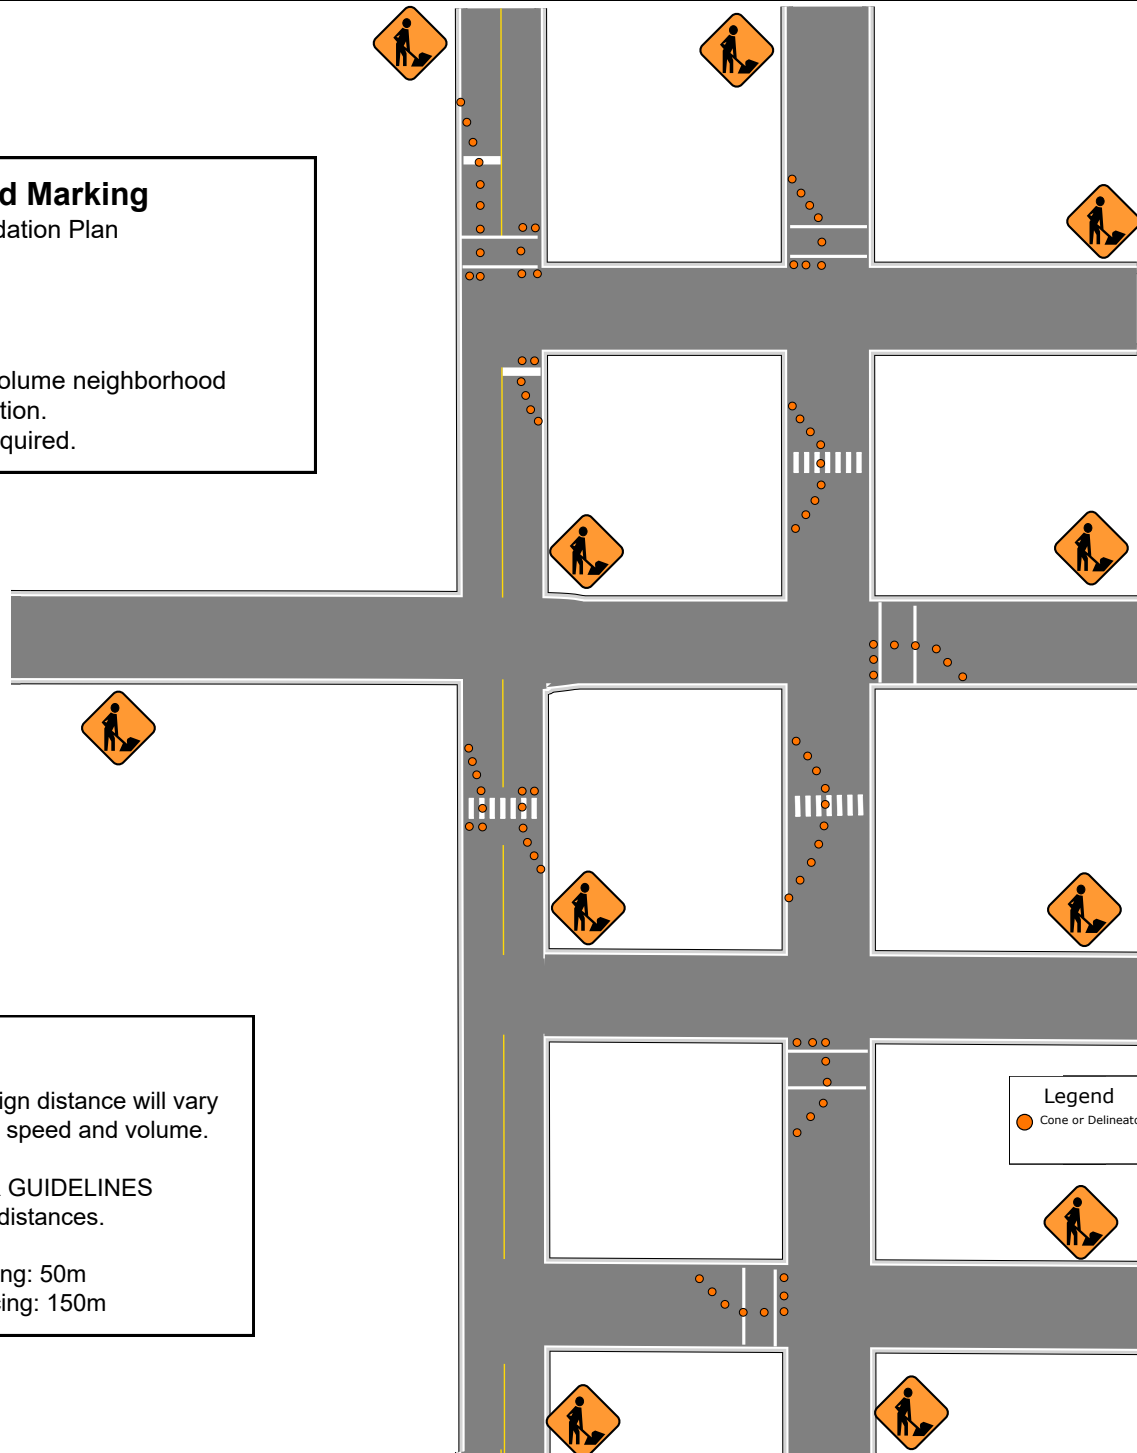 d Marking
dation Plan
olume neighborhood
tion.
quired.
ign distance will vary
speed and volume.
GUIDELINES
distances.
ng: 50m
cing: 150m
Legend
Cone or Delineato